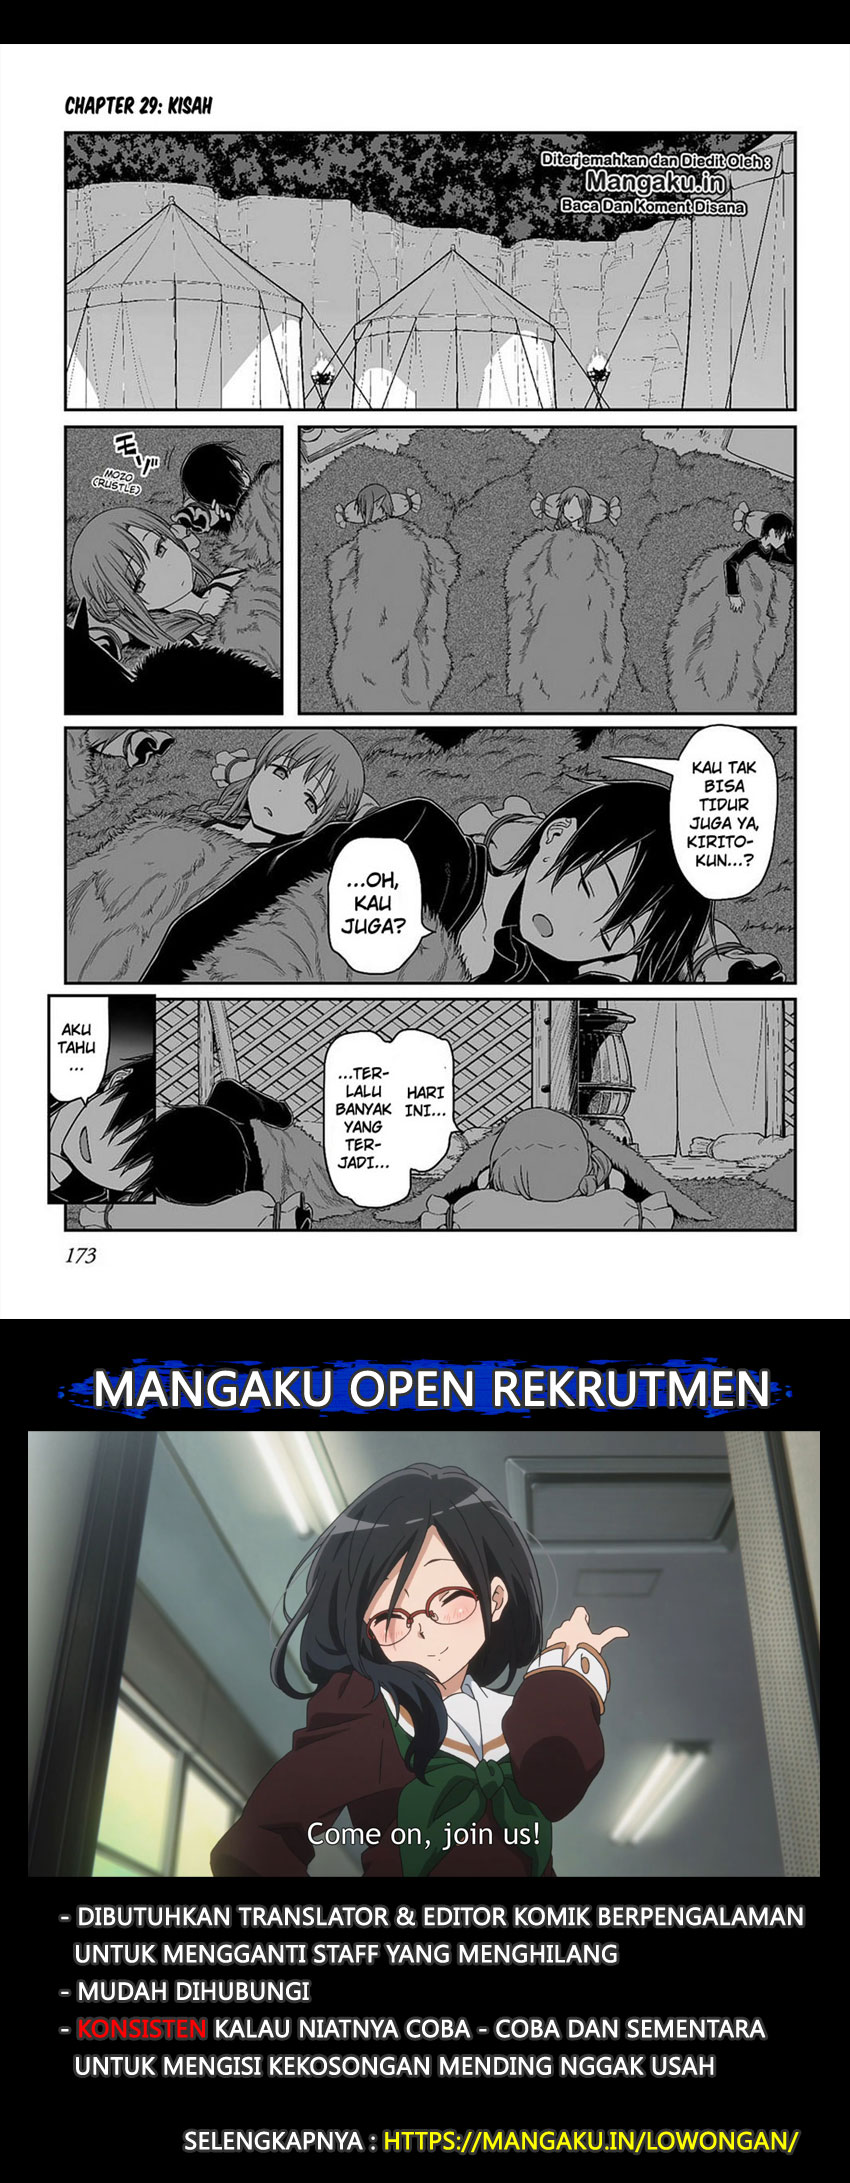 CHAPTER 29: KISAH
Diterjemahkan dan Diedit Oleh :
Mangaku.in
Baca Dan Koment Disana
モゾ
MOZO
(RUSTLE)
KAU TAK
BISA
TIDUR
JUGA YA,
KIRITO-
KUN...?
...OH,
KAU
JUGA?
HARI
INI...
...TER-
LALU
BANYAK
YANG
TER-
JADI...
AKU
TAHU
...
173
MANGAKU OPEN REKRUTMEN
Come on, join us!
- DIBUTUHKAN TRANSLATOR & EDITOR KOMIK BERPENGALAMAN
UNTUK MENGGANTI STAFF YANG MENGHILANG
- MUDAH DIHUBUNGI
- KONSISTEN KALAU NIATNYA COBA - COBA DAN SEMENTARA
UNTUK MENGISI KEKOSONGAN MENDING NGGAK USAH
SELENGKAPNYA : HTTPS://MANGAKU.IN/LOWONGAN/